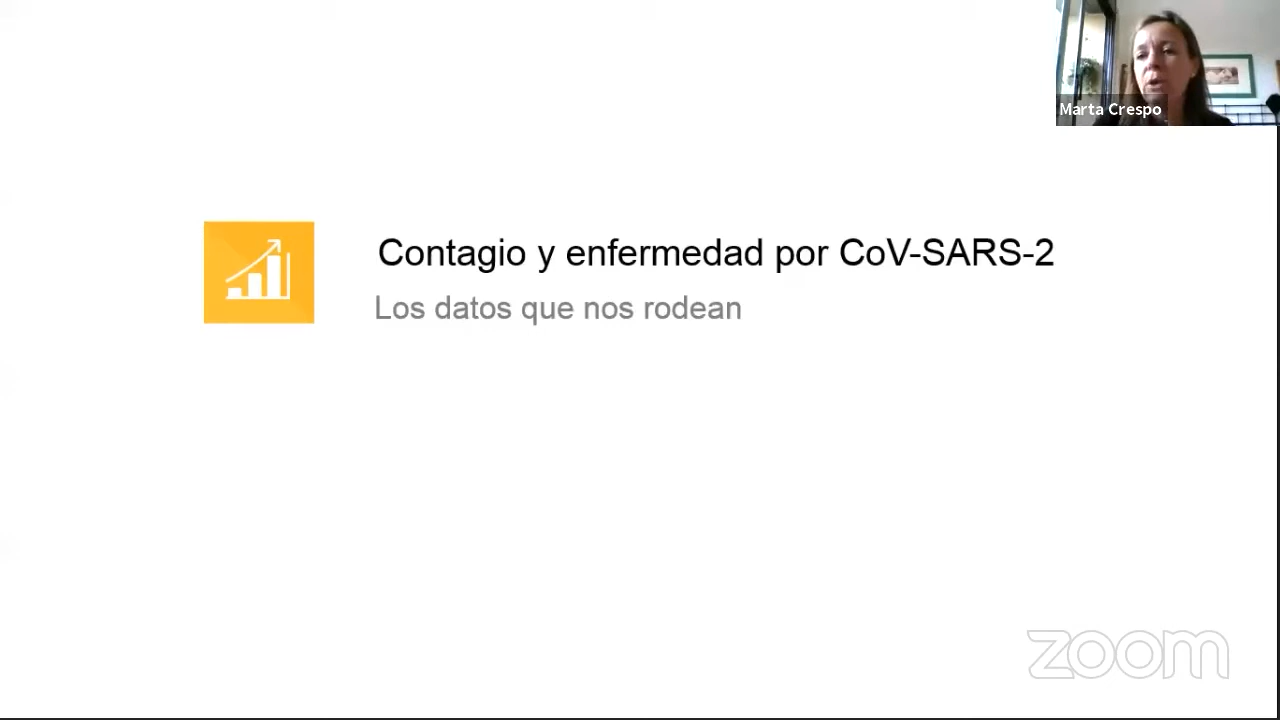 Marta Crespo
Contagio y enfermedad por CoV-SARS-2
Los datos que nos rodean
zoom